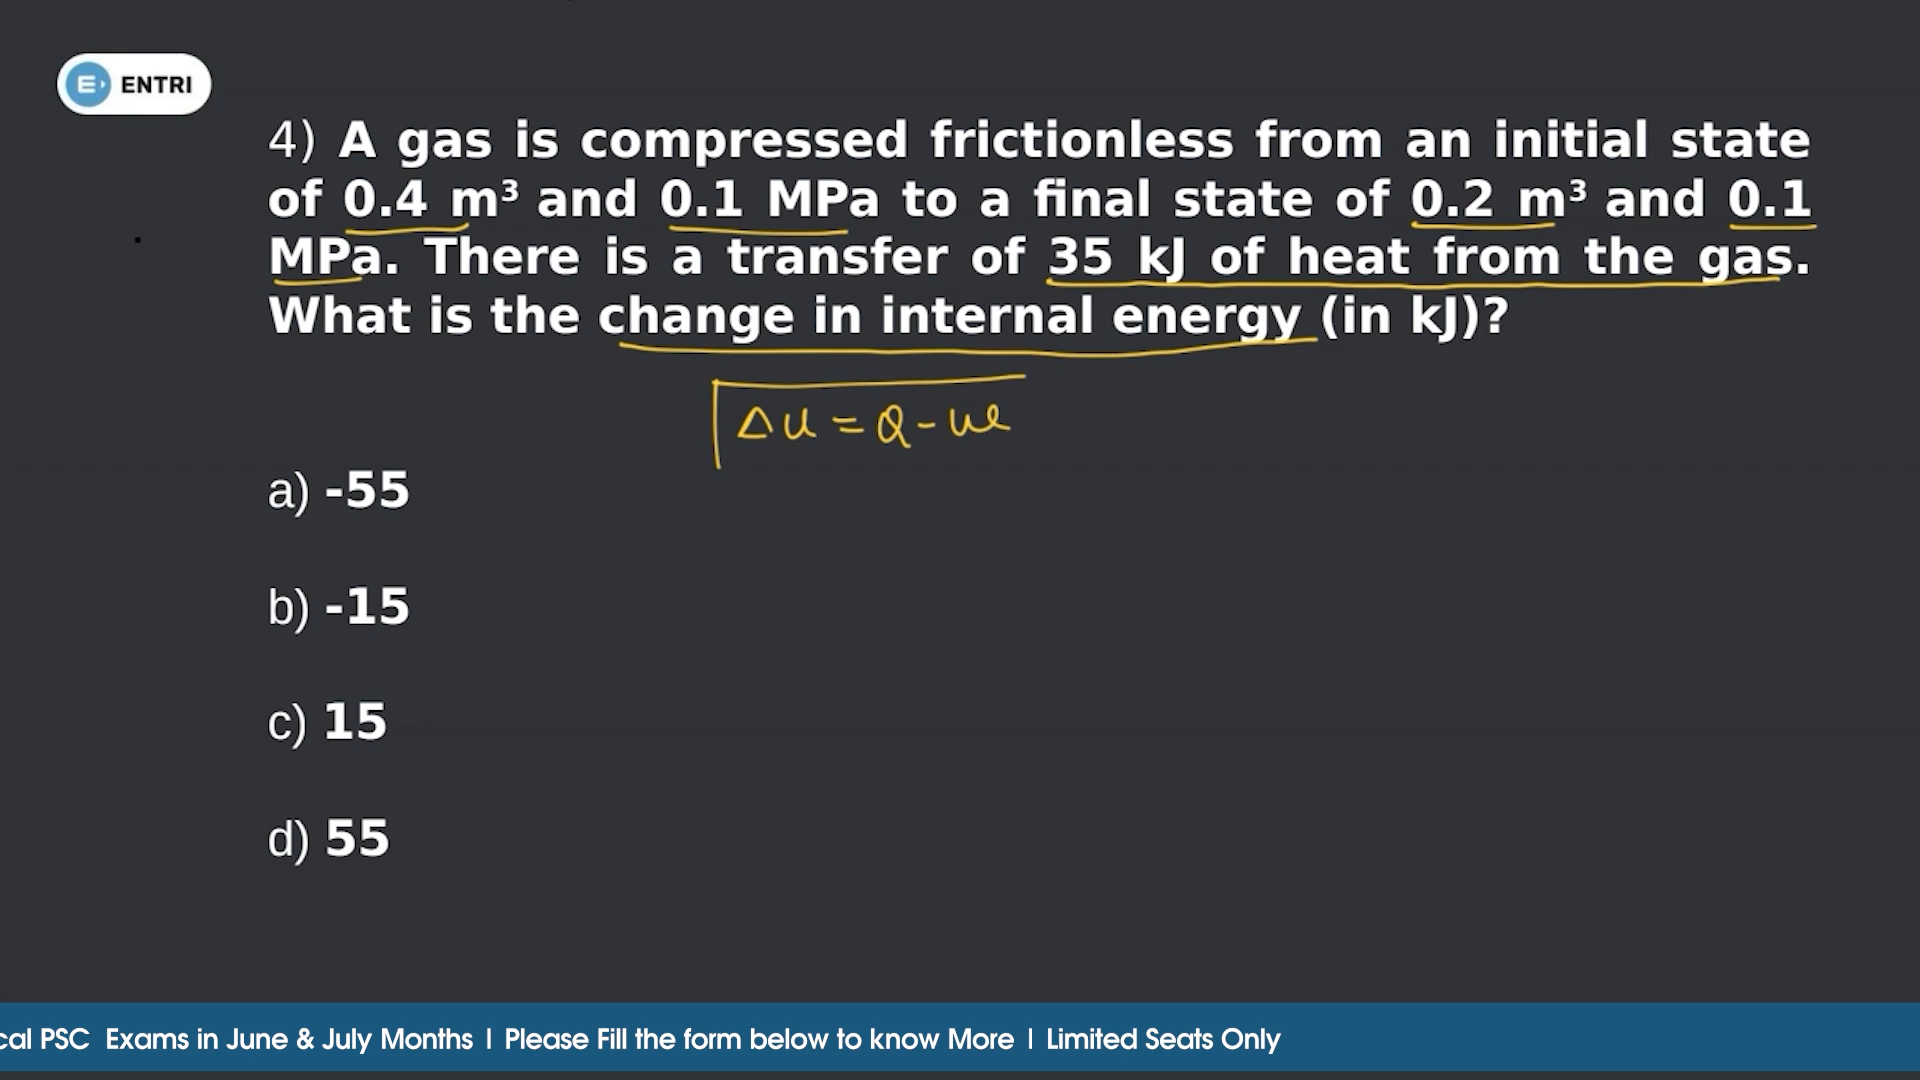 ENTRI
4) A gas is compressed frictionless from an initial state
of 0.4 m³ and 0.1 MPa to a final state of 0.2 m³ and 0.1
MPa. There is a transfer of 35 kJ of heat from the gas.
What is the change in internal energy (in kJ)?
Δu = Q -
a) -55
b) -15
c) 15
d) 55
cal PSC Exams in June & July Months | Please Fill the form below to know More | Limited Seats Only